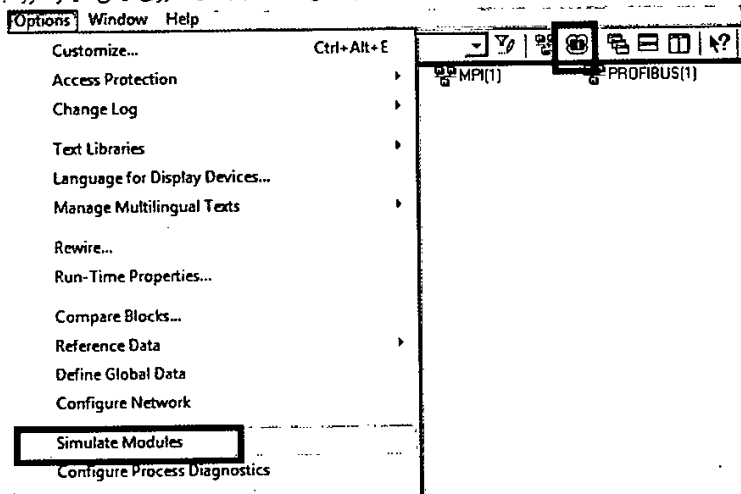 Options Window Help
Customize... Ctrl+Alt+E
Access Protection
Change Log
Text Libraries
Language for Display Devices...
Manage Multilingual Texts
Rewire...
Run-Time Properties...
Compare Blocks...
Reference Data
Define Global Data
Configure Network
Simulate Modules
Configure Process Diagnostics
MPI(1) PROFIBUS(1)